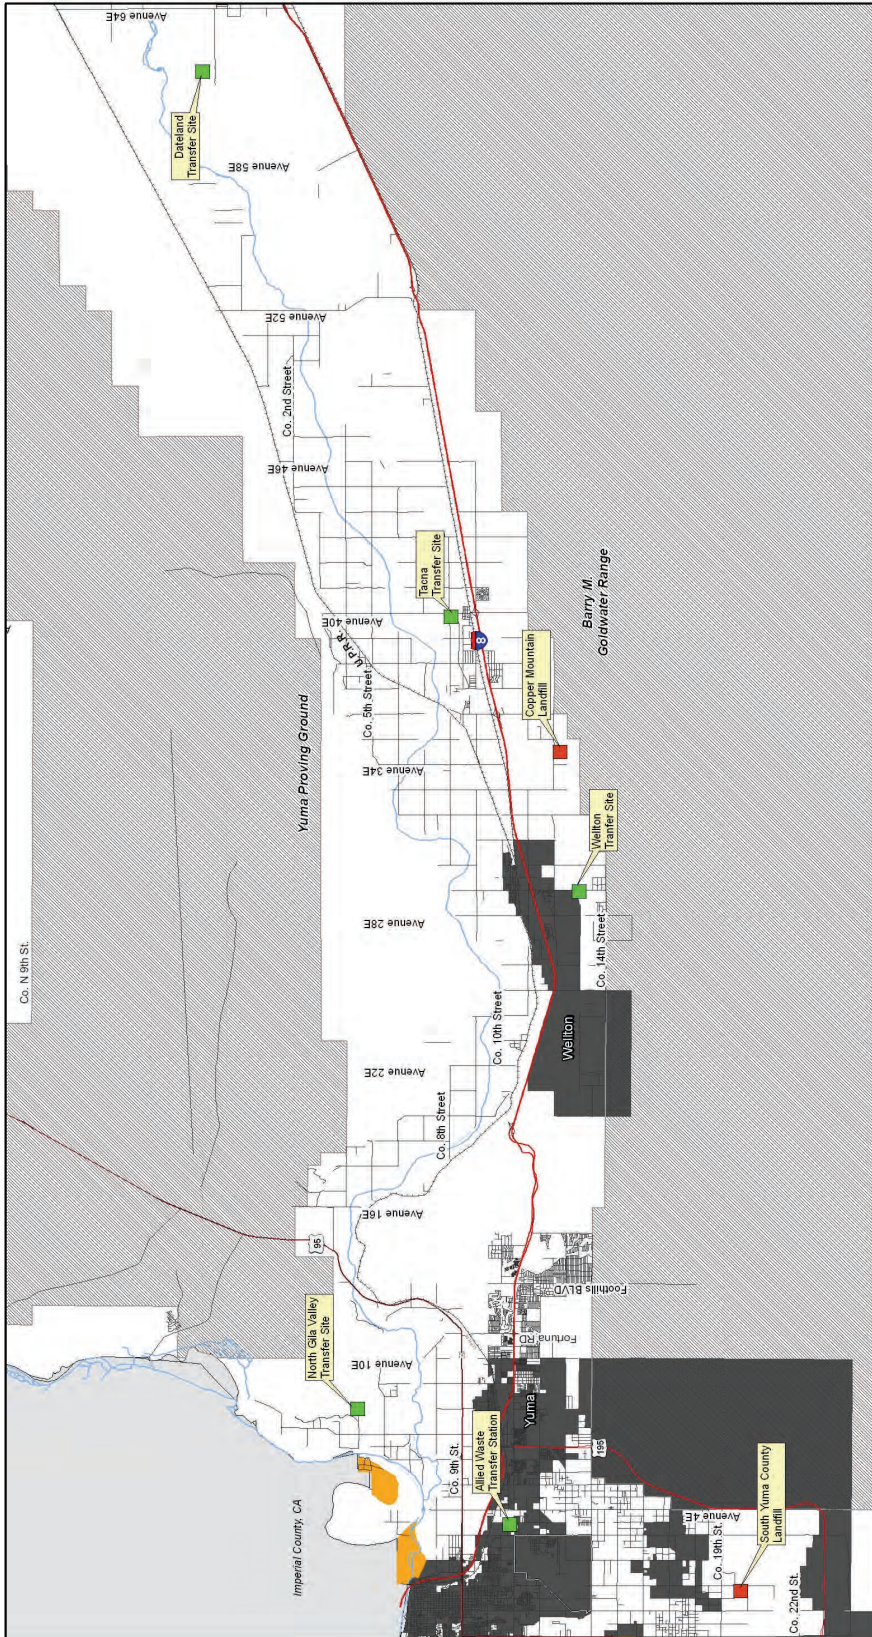 Imperial County, CA
North Gila Valley
Transfer Site
Avenue 10E
95
Avenue 16E
Co. N 9th St.
Yuma Proving Ground
Avenue 22E
Avenue 28E
Avenue 34E
Co. 5th Street
U.P.R.R.
Avenue 40E
Avenue 46E
Co. 2nd Street
Avenue 52E
Avenue 58E
Dateland
Transfer Site
Avenue 64E
Co. 9th St.
Allied Waste
Transfer Station
Yuma
Fortuna RD
Foothills BLVD
Co. 8th Street
Co. 10th Street
Wellton
Co. 14th Street
Wellton
Tranfer Site
Copper Mountain
Landfill
8
Tacna
Transfer Site
Barry M.
Goldwater Range
195
Avenue 4E
Co. 19th St.
South Yuma County
Landfill
Co. 22nd St.